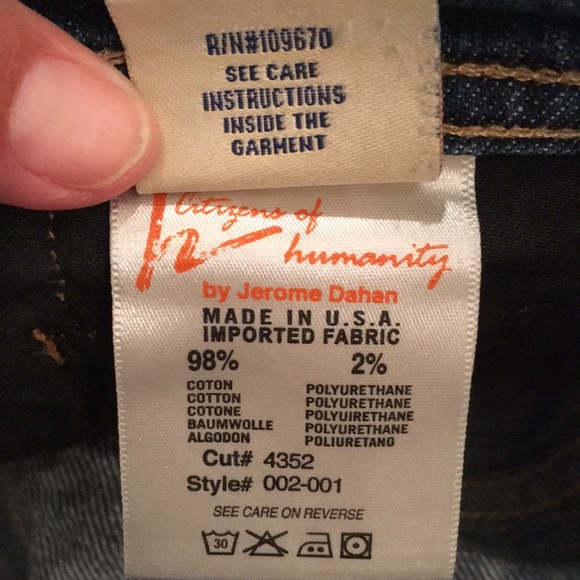 R/N#109670
SEE CARE
INSTRUCTIONS
INSIDE THE
GARMENT
Citizens of
humanity
by Jerome Dahan
MADE IN U.S.A.
IMPORTED FABRIC
98% 2%
COTON POLYURETHANE
COTTON POLYURETHANE
COTONE POLYUIRETHANE
BAUMWOLLE POLYURETHANE
ALGODON POLIURETANO
Cut# 4352
Style# 002-001
SEE CARE ON REVERSE
30